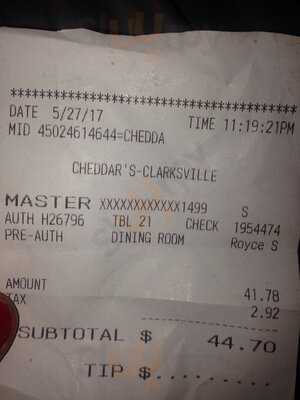 ****************************************
DATE 5/27/17 TIME 11:19:21PM
MID 45024614644=CHEDDA
CHEDDAR'S-CLARKSVILLE
MASTER XXXXXXXXXXXX1499 S
AUTH H26796 TBL 21 CHECK 1954474
PRE-AUTH DINING ROOM Royce S
AMOUNT 41.78
TAX 2.92
------------
SUBTOTAL $ 44.70
TIP $.........